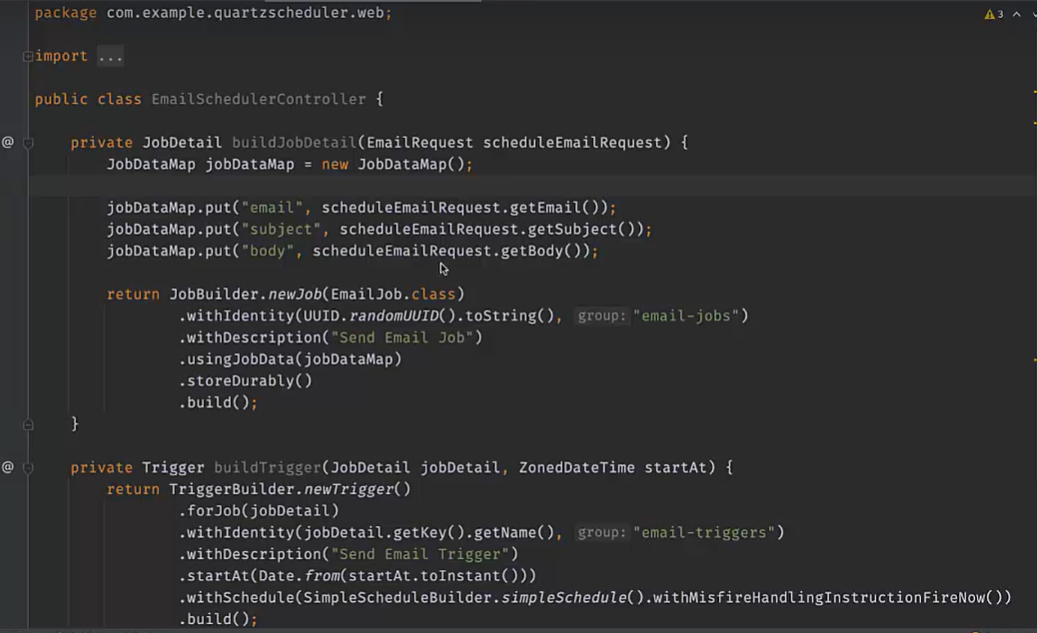 package com.example.quartzscheduler.web;
3
import ...
public class EmailSchedulerController {
@
private JobDetail buildJobDetail(EmailRequest scheduleEmailRequest) {
JobDataMap jobDataMap = new JobDataMap();
jobDataMap.put("email", scheduleEmailRequest.getEmail());
jobDataMap.put("subject", scheduleEmailRequest.getSubject());
jobDataMap.put("body", scheduleEmailRequest.getBody());
return JobBuilder.newJob(EmailJob.class)
.withIdentity(UUID.randomUUID().toString(), group: "email-jobs")
.withDescription("Send Email Job")
.usingJobData(jobDataMap)
.storeDurably()
.build();
}
@
private Trigger buildTrigger(JobDetail jobDetail, ZonedDateTime startAt) {
return TriggerBuilder.newTrigger()
.forJob(jobDetail)
.withIdentity(jobDetail.getKey().getName(), group: "email-triggers")
.withDescription("Send Email Trigger")
.startAt(Date.from(startAt.toInstant()))
.withSchedule(SimpleScheduleBuilder.simpleSchedule().withMisfireHandlingInstructionFireNow())
.build();